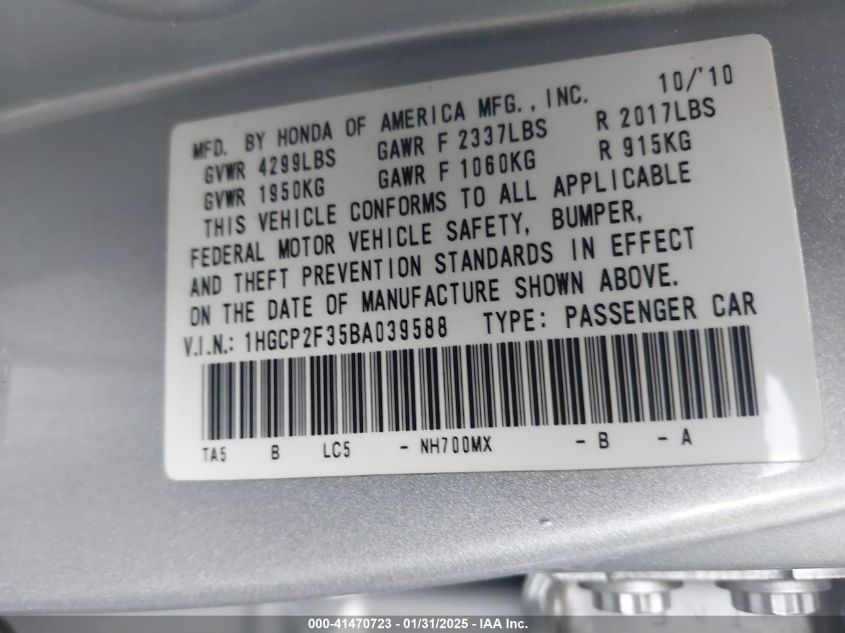 MFD. BY HONDA OF AMERICA MFG., INC. 10/'10
GVWR 4299LBS GAWR F 2337LBS R 2017LBS
GVWR 1950KG GAWR F 1060KG R 915KG
THIS VEHICLE CONFORMS TO ALL APPLICABLE
FEDERAL MOTOR VEHICLE SAFETY, BUMPER,
AND THEFT PREVENTION STANDARDS IN EFFECT
ON THE DATE OF MANUFACTURE SHOWN ABOVE.
V.I.N.: 1HGCP2F35BA039588 TYPE: PASSENGER CAR
TA5 B LC5 - NH700MX - B - A
000-41470723 - 01/31/2025 - IAA Inc.